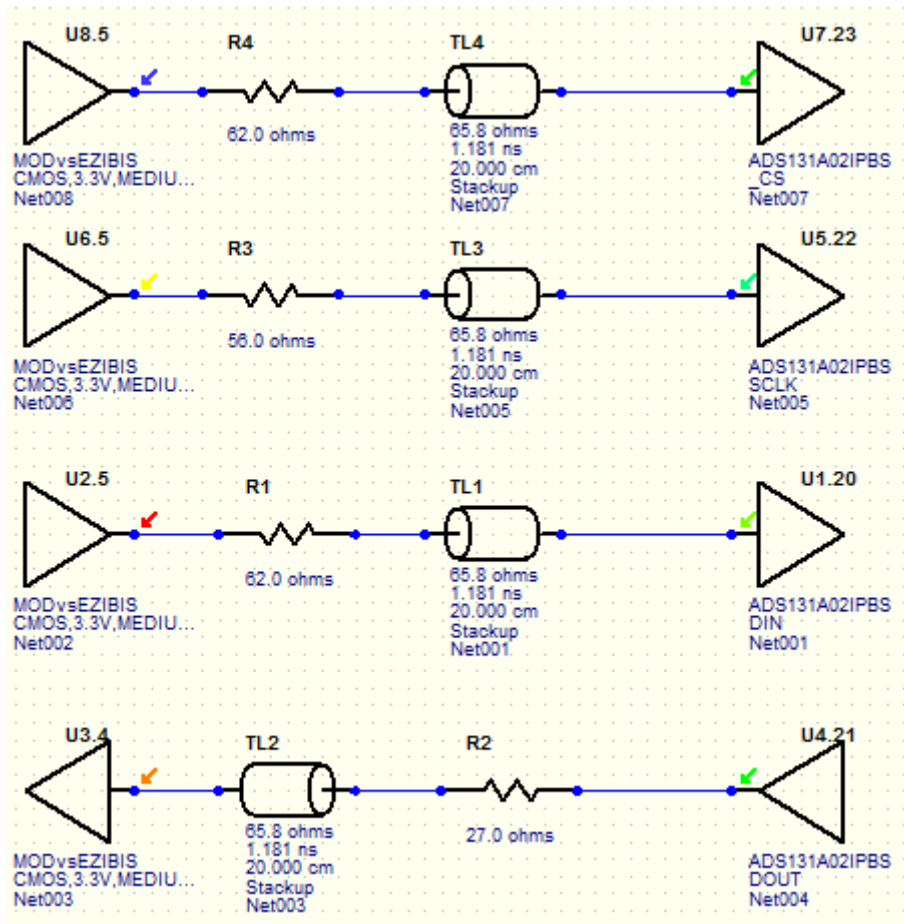 U8.5 R4 TL4 U7.23
62.0 ohms
65.8 ohms
1.181 ns
20.000 cm
Stackup
Net007
MODvsEZIBIS
CMOS,3.3V,MEDIU...
Net008
ADS131A02IPBS
_CS
Net007
U6.5 R3 TL3 U5.22
56.0 ohms
65.8 ohms
1.181 ns
20.000 cm
Stackup
Net005
MODvsEZIBIS
CMOS,3.3V,MEDIU...
Net006
ADS131A02IPBS
SCLK
Net005
U2.5 R1 TL1 U1.20
62.0 ohms
65.8 ohms
1.181 ns
20.000 cm
Stackup
Net001
MODvsEZIBIS
CMOS,3.3V,MEDIU...
Net002
ADS131A02IPBS
DIN
Net001
U3.4 TL2 R2 U4.21
65.8 ohms
1.181 ns
20.000 cm
Stackup
Net003
27.0 ohms
MODvsEZIBIS
CMOS,3.3V,MEDIU...
Net003
ADS131A02IPBS
DOUT
Net004